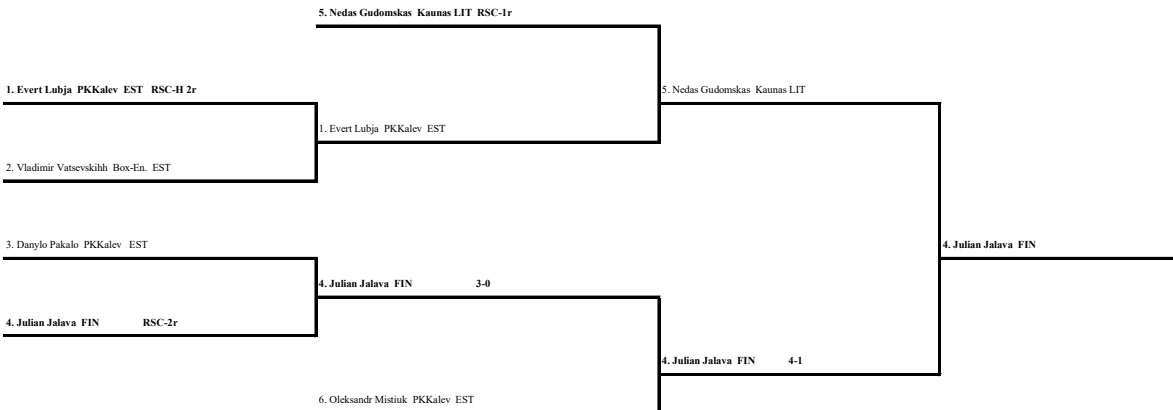 5. Nedas Gudomskas Kaunas LIT RSC-1r
1. Evert Lubja PKKalev EST RSC-H 2r
5. Nedas Gudomskas Kaunas LIT
1. Evert Lubja PKKalev EST
2. Vladimir Vatsevskihh Box-En. EST
3. Danylo Pakalo PKKalev EST
4. Julian Jalava FIN
4. Julian Jalava FIN 3-0
4. Julian Jalava FIN RSC-2r
4. Julian Jalava FIN 4-1
6. Oleksandr Mistiuk PKKalev EST